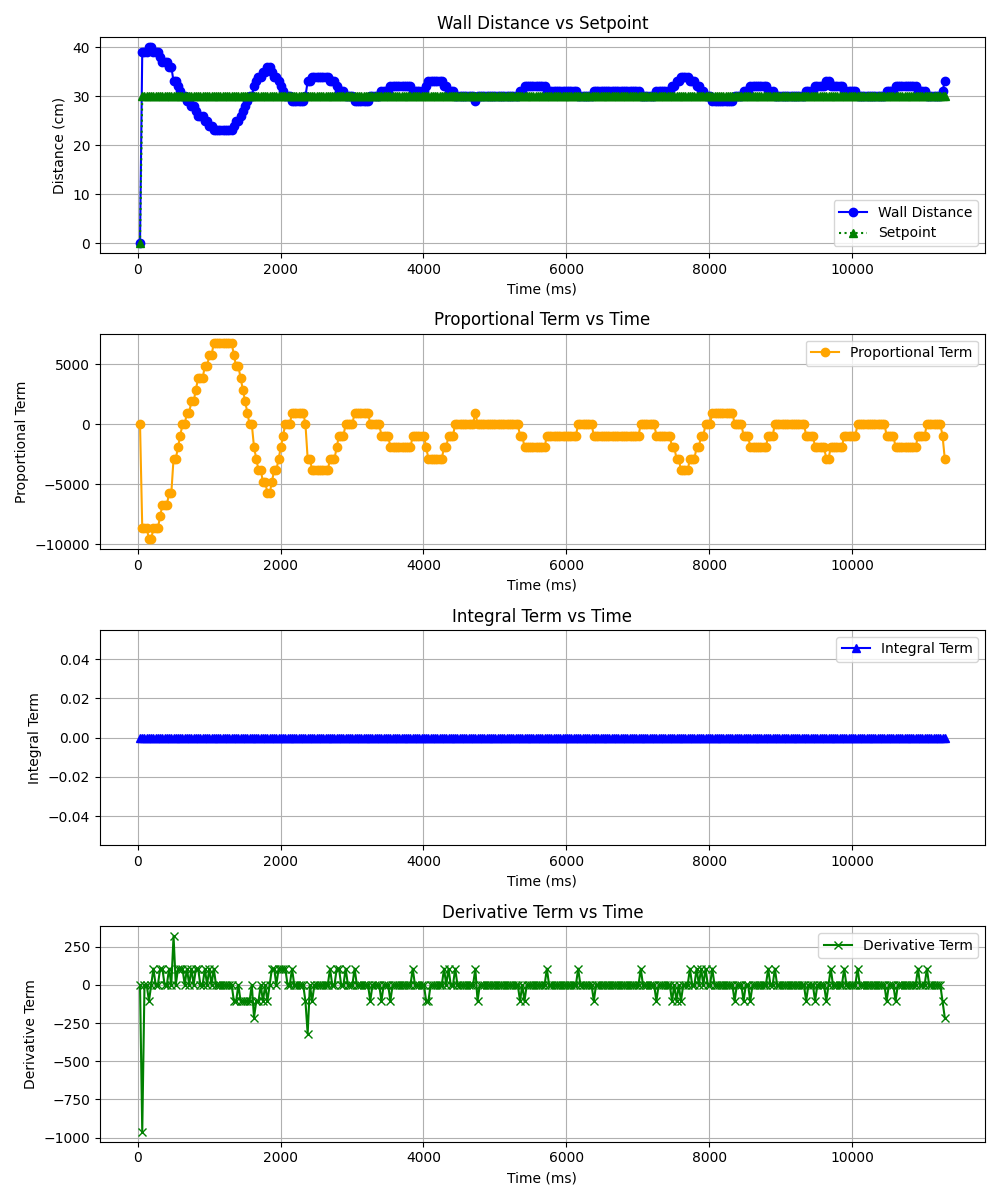 Wall Distance vs Setpoint
40
30
20
10
0
Distance (cm)
Wall Distance
Setpoint
0 2000 4000 6000 8000 10000
Time (ms)
Proportional Term vs Time
5000
0
−5000
−10000
Proportional Term
Proportional Term
0 2000 4000 6000 8000 10000
Time (ms)
Integral Term vs Time
0.04
0.02
0.00
−0.02
−0.04
Integral Term
Integral Term
0 2000 4000 6000 8000 10000
Time (ms)
Derivative Term vs Time
250
0
−250
−500
−750
−1000
Derivative Term
Derivative Term
0 2000 4000 6000 8000 10000
Time (ms)